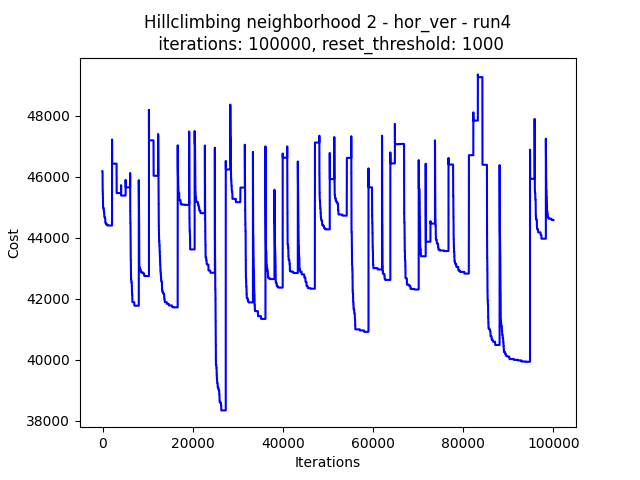 Hillclimbing neighborhood 2 - hor_ver - run4
iterations: 100000, reset_threshold: 1000
Cost
48000
46000
44000
42000
40000
38000
0 20000 40000 60000 80000 100000
Iterations